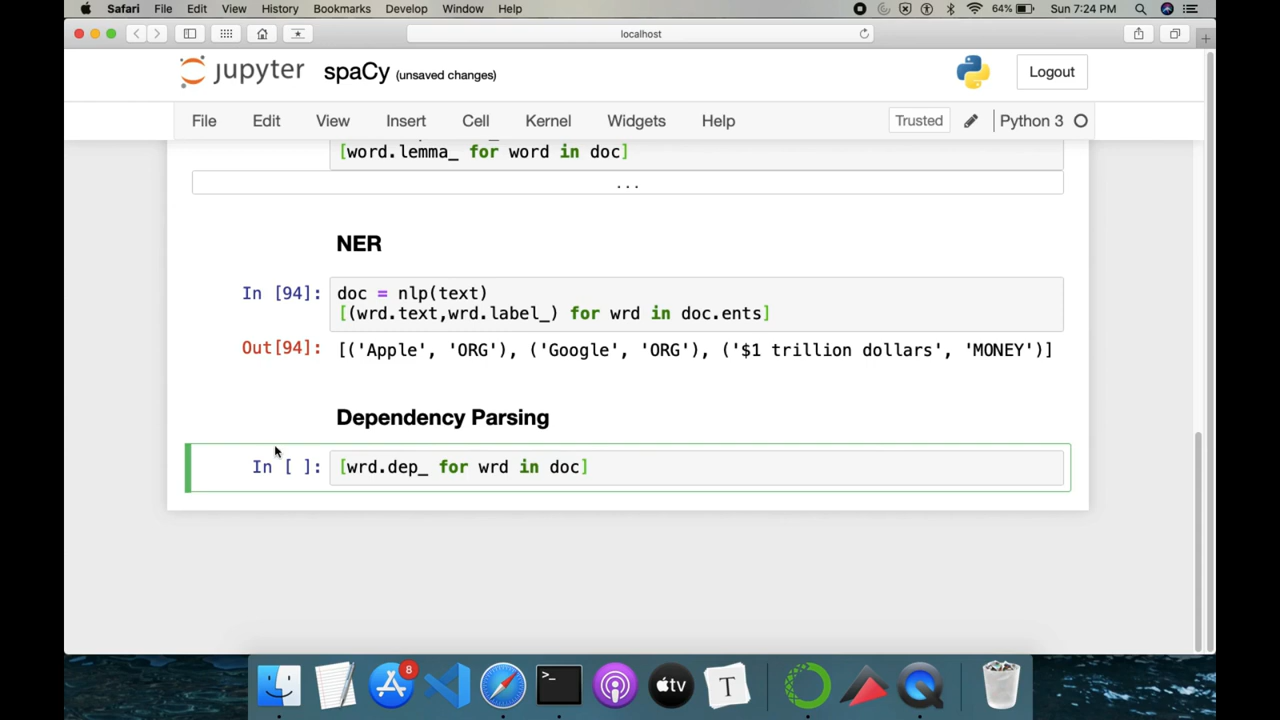 Safari File Edit View History Bookmarks Develop Window Help 64% Sun 7:24 PM
localhost
jupyter spaCy (unsaved changes) Logout
File Edit View Insert Cell Kernel Widgets Help Trusted Python 3
[word.lemma_ for word in doc]
...
NER
In [94]: doc = nlp(text)
[(wrd.text,wrd.label_) for wrd in doc.ents]
Out[94]: [('Apple', 'ORG'), ('Google', 'ORG'), ('$1 trillion dollars', 'MONEY')]
Dependency Parsing
In [ ]: [wrd.dep_ for wrd in doc]
8
>_ tv T